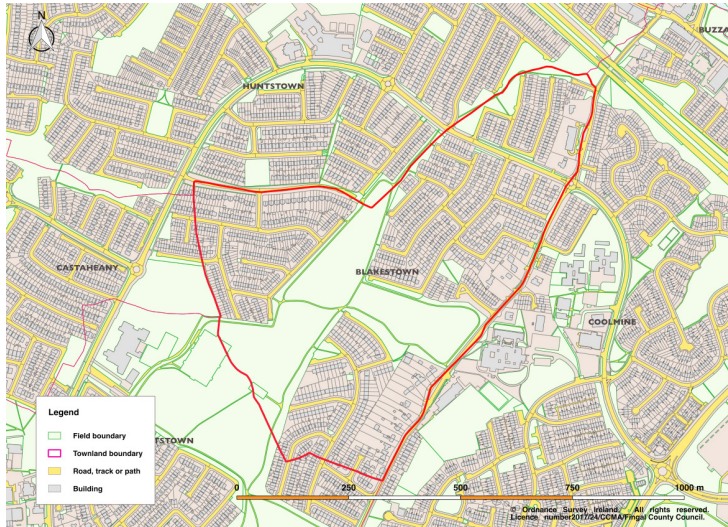 N
BUZZA
HUNTSTOWN
CASTAHEANY
BLAKESTOWN
COOLMINE
TSTOWN
Legend
Field boundary
Townland boundary
Road, track or path
Building
0 250 500 750 1000 m
© Ordnance Survey Ireland. All rights reserved.
Licence number2017/24/CCMA/Fingal County Council.